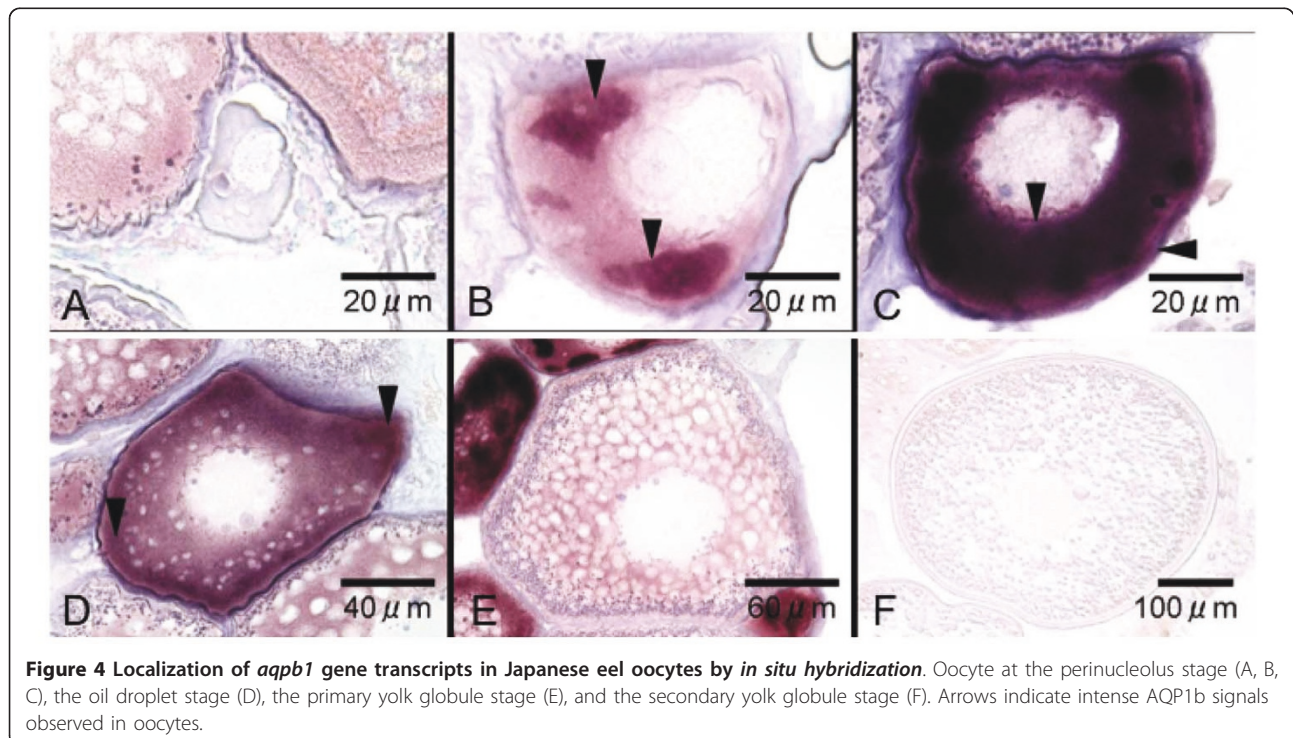 A
20 μm
B
20 μm
C
20 μm
D
40 μm
E
60 μm
F
100 μm
Figure 4 Localization of aqpb1 gene transcripts in Japanese eel oocytes by in situ hybridization. Oocyte at the perinucleolus stage (A, B,
C), the oil droplet stage (D), the primary yolk globule stage (E), and the secondary yolk globule stage (F). Arrows indicate intense AQP1b signals
observed in oocytes.